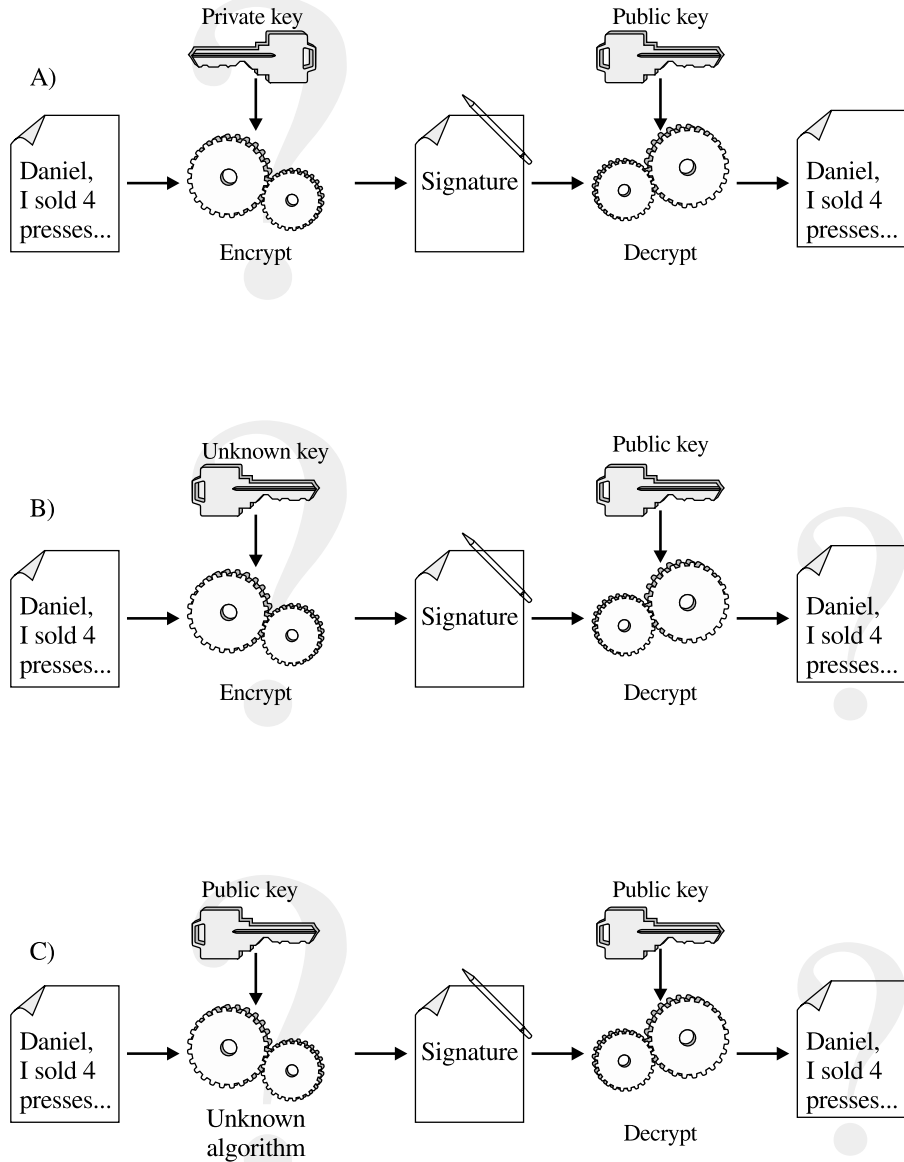 Private key
Public key
A)
Daniel,
I sold 4
presses...
Encrypt
Signature
Decrypt
Daniel,
I sold 4
presses...
Unknown key
Public key
B)
Daniel,
I sold 4
presses...
Encrypt
Signature
Decrypt
Daniel,
I sold 4
presses...
Public key
Public key
C)
Daniel,
I sold 4
presses...
Unknown
algorithm
Signature
Decrypt
Daniel,
I sold 4
presses...
?
?
?
?
?